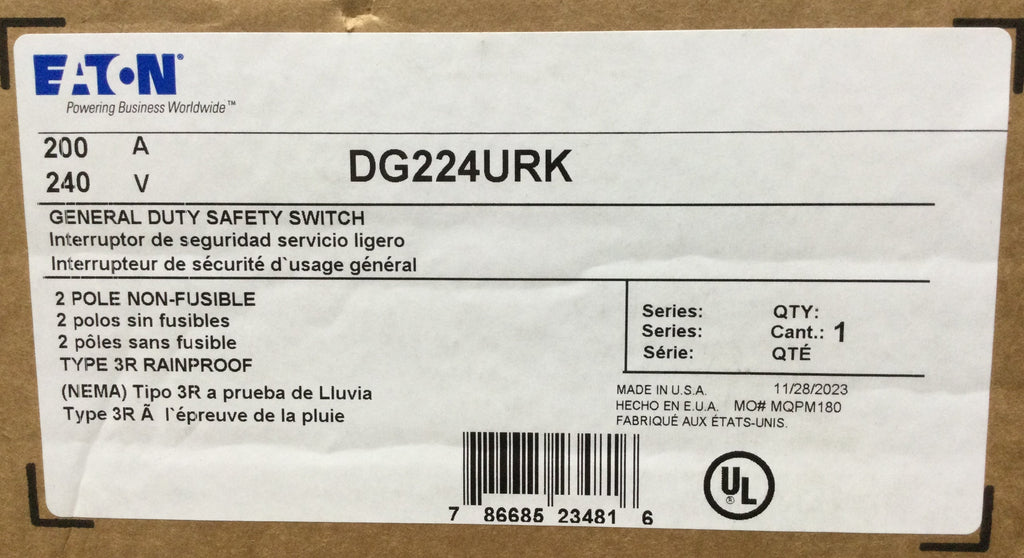 EATON®
Powering Business Worldwide™
200 A
240 V
DG224URK
GENERAL DUTY SAFETY SWITCH
Interruptor de seguridad servicio ligero
Interrupteur de sécurité d`usage général
2 POLE NON-FUSIBLE
2 polos sin fusibles
2 pôles sans fusible
TYPE 3R RAINPROOF
(NEMA) Tipo 3R a prueba de Lluvia
Type 3R Ã l`épreuve de la pluie
Series: QTY:
Series: Cant.: 1
Série: QTÉ
MADE IN U.S.A. 11/28/2023
HECHO EN E.U.A. MO# MQPM180
FABRIQUÉ AUX ÉTATS-UNIS.
7 86685 23481 6
UL®